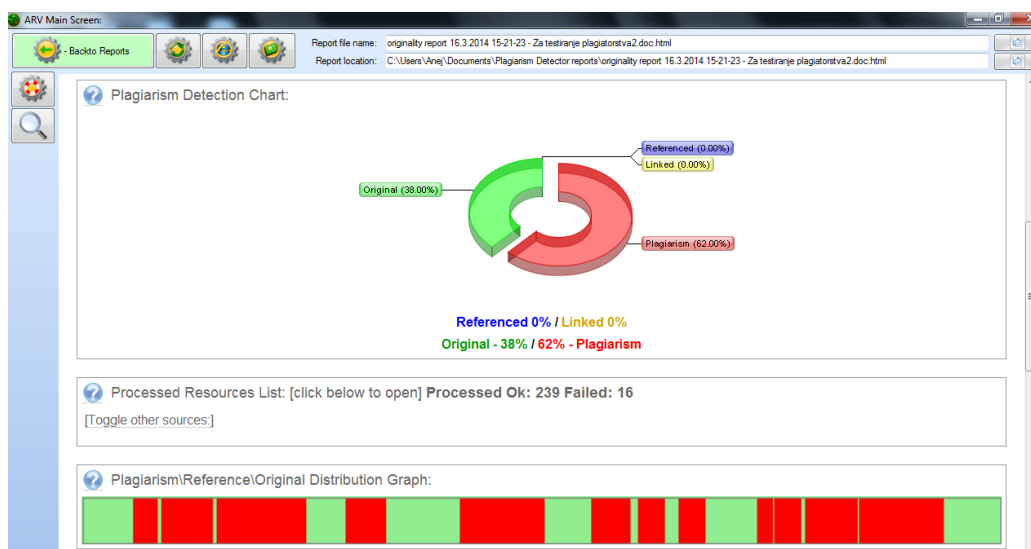 ARV Main Screen:
- Backto Reports
Report file name: originality report 16.3.2014 15-21-23 - Za testiranje plagiatorstva2.doc.html
Report location: C:\Users\Anej\Documents\Plagiarism Detector reports\originality report 16.3.2014 15-21-23 - Za testiranje plagiatorstva2.doc.html
Plagiarism Detection Chart:
Referenced (0.00%)
Linked (0.00%)
Original (38.00%)
Plagiarism (62.00%)
Referenced 0% / Linked 0%
Original - 38% / 62% - Plagiarism
Processed Resources List: [click below to open] Processed Ok: 239 Failed: 16
[Toggle other sources:]
Plagiarism\Reference\Original Distribution Graph: